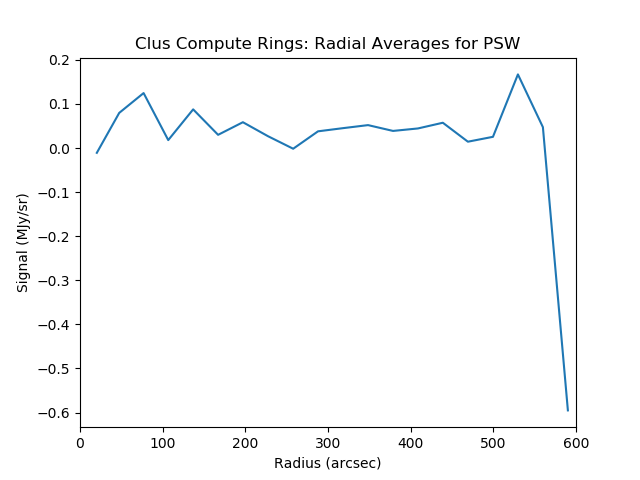 Clus Compute Rings: Radial Averages for PSW
0.2
0.1
0.0
−0.1
−0.2
−0.3
−0.4
−0.5
−0.6
Signal (MJy/sr)
0 100 200 300 400 500 600
Radius (arcsec)